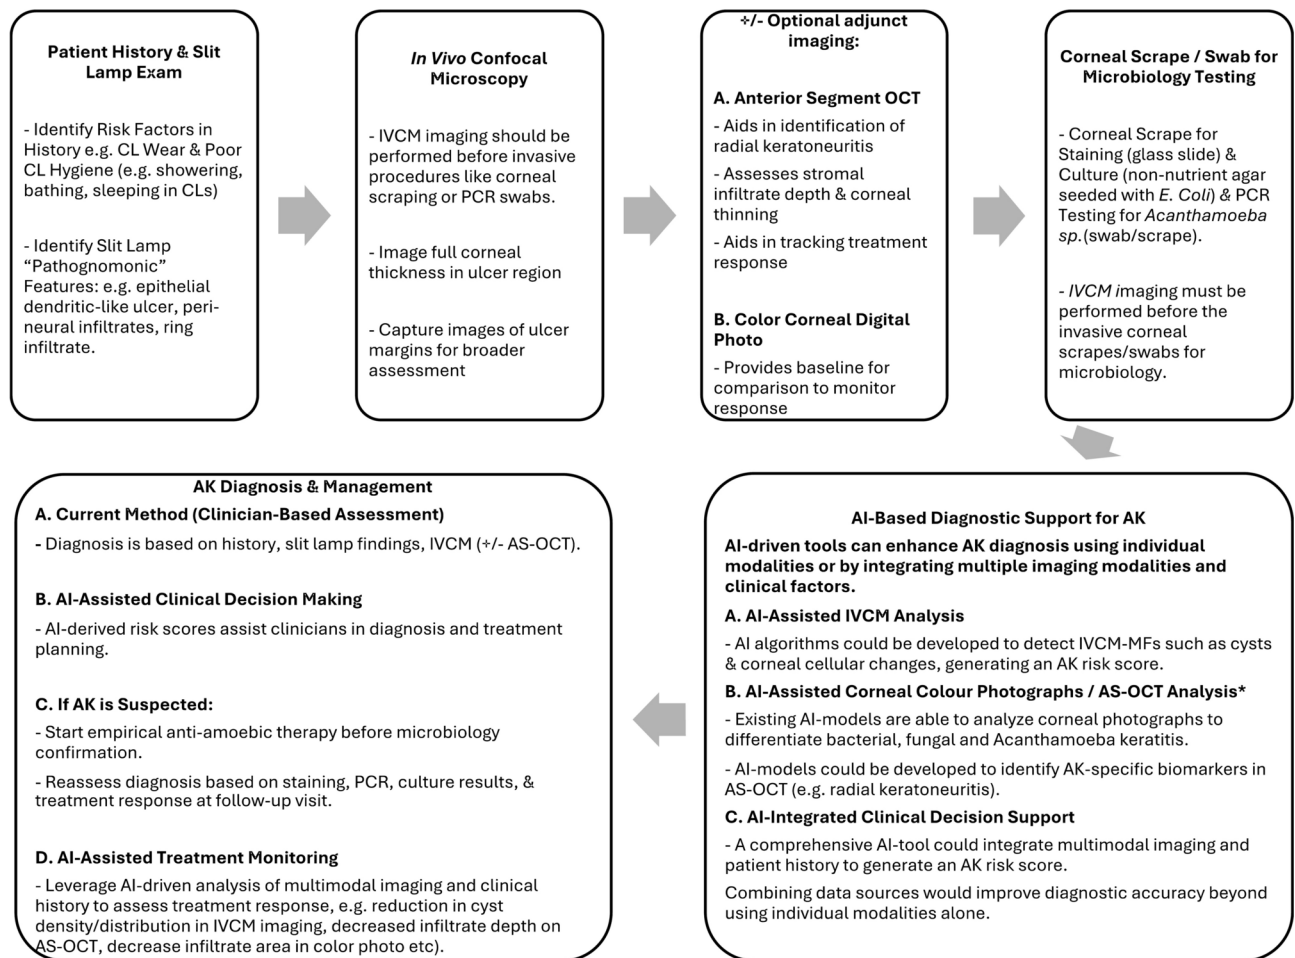 Patient History & Slit
Lamp Exam
- Identify Risk Factors in
History e.g. CL Wear & Poor
CL Hygiene (e.g. showering,
bathing, sleeping in CLs)
- Identify Slit Lamp
“Pathognomonic”
Features: e.g. epithelial
dendritic-like ulcer, peri-
neural infiltrates, ring
infiltrate.
In Vivo Confocal
Microscopy
- IVCM imaging should be
performed before invasive
procedures like corneal
scraping or PCR swabs.
- Image full corneal
thickness in ulcer region
- Capture images of ulcer
margins for broader
assessment
+/- Optional adjunct
imaging:
A. Anterior Segment OCT
- Aids in identification of
radial keratoneuritis
- Assesses stromal
infiltrate depth & corneal
thinning
- Aids in tracking treatment
response
B. Color Corneal Digital
Photo
- Provides baseline for
comparison to monitor
response
Corneal Scrape / Swab for
Microbiology Testing
- Corneal Scrape for
Staining (glass slide) &
Culture (non-nutrient agar
seeded with E. Coli) & PCR
Testing for Acanthamoeba
sp.(swab/scrape).
- IVCM imaging must be
performed before the
invasive corneal
scrapes/swabs for
microbiology.
AI-Based Diagnostic Support for AK
AI-driven tools can enhance AK diagnosis using individual
modalities or by integrating multiple imaging modalities and
clinical factors.
A. AI-Assisted IVCM Analysis
- AI algorithms could be developed to detect IVCM-MFs such as cysts
& corneal cellular changes, generating an AK risk score.
B. AI-Assisted Corneal Colour Photographs / AS-OCT Analysis*
- Existing AI-models are able to analyze corneal photographs to
differentiate bacterial, fungal and Acanthamoeba keratitis.
- AI-models could be developed to identify AK-specific biomarkers in
AS-OCT (e.g. radial keratoneuritis).
C. AI-Integrated Clinical Decision Support
- A comprehensive AI-tool could integrate multimodal imaging and
patient history to generate an AK risk score.
Combining data sources would improve diagnostic accuracy beyond
using individual modalities alone.
AK Diagnosis & Management
A. Current Method (Clinician-Based Assessment)
- Diagnosis is based on history, slit lamp findings, IVCM (+/- AS-OCT).
B. AI-Assisted Clinical Decision Making
- AI-derived risk scores assist clinicians in diagnosis and treatment
planning.
C. If AK is Suspected:
- Start empirical anti-amoebic therapy before microbiology
confirmation.
- Reassess diagnosis based on staining, PCR, culture results, &
treatment response at follow-up visit.
D. AI-Assisted Treatment Monitoring
- Leverage AI-driven analysis of multimodal imaging and clinical
history to assess treatment response, e.g. reduction in cyst
density/distribution in IVCM imaging, decreased infiltrate depth on
AS-OCT, decrease infiltrate area in color photo etc).